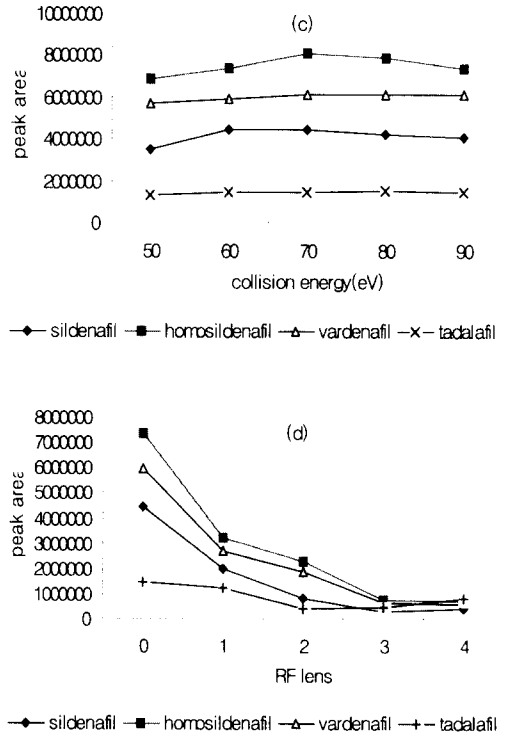 (c)
10000000
8000000
6000000
4000000
2000000
0
peak area
50 60 70 80 90
collision energy(eV)
sildenafil homosildenafil vardenafil tadalafil
(d)
8000000
7000000
6000000
5000000
4000000
3000000
2000000
1000000
0
peak area
0 1 2 3 4
RF lens
sildenafil homosildenafil vardenafil tadalafil